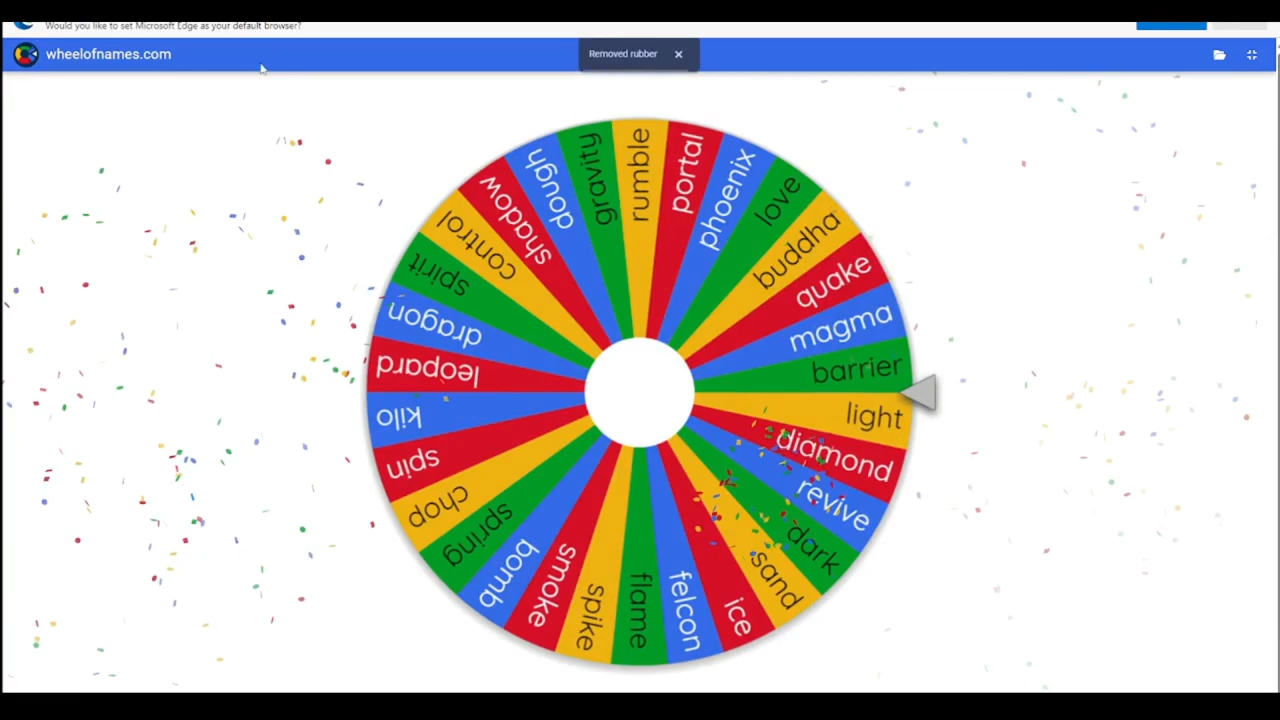 Would you like to set Microsoft Edge as your default browser?
wheelofnames.com
Removed rubber
rumble
portal
phoenix
love
buddha
quake
magma
barrier
light
diamond
revive
dark
sand
ice
felcon
flame
spike
smoke
bomb
spring
chop
spin
kilo
leopard
dragon
spirit
control
shadow
dough
gravity